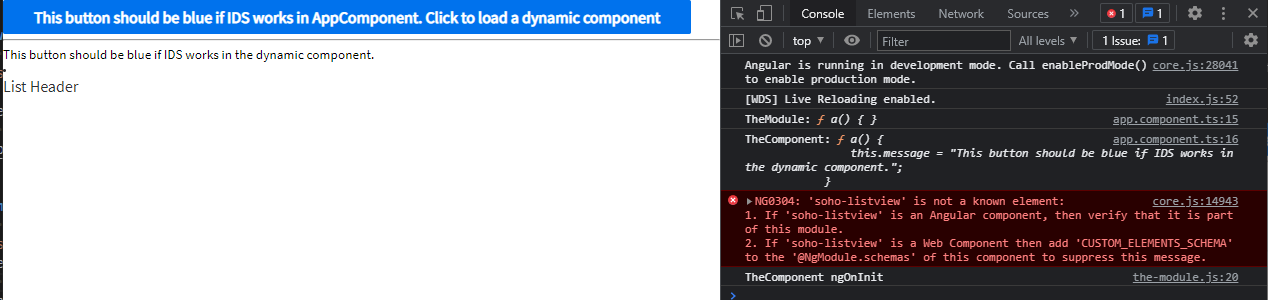 This button should be blue if IDS works in AppComponent. Click to load a dynamic component
This button should be blue if IDS works in the dynamic component.
List Header
Console Elements Network Sources » 1 1
top ▼ Filter All levels ▼ 1 Issue: 1
Angular is running in development mode. Call enableProdMode() core.js:28041
to enable production mode.
[WDS] Live Reloading enabled. index.js:52
TheModule: ƒ a() { } app.component.ts:15
TheComponent: ƒ a() { app.component.ts:16
this.message = "This button should be blue if IDS works in
the dynamic component.";
}
▶NG0304: 'soho-listview' is not a known element: core.js:14943
1. If 'soho-listview' is an Angular component, then verify that it is part
of this module.
2. If 'soho-listview' is a Web Component then add 'CUSTOM_ELEMENTS_SCHEMA'
to the '@NgModule.schemas' of this component to suppress this message.
TheComponent ngOnInit the-module.js:20